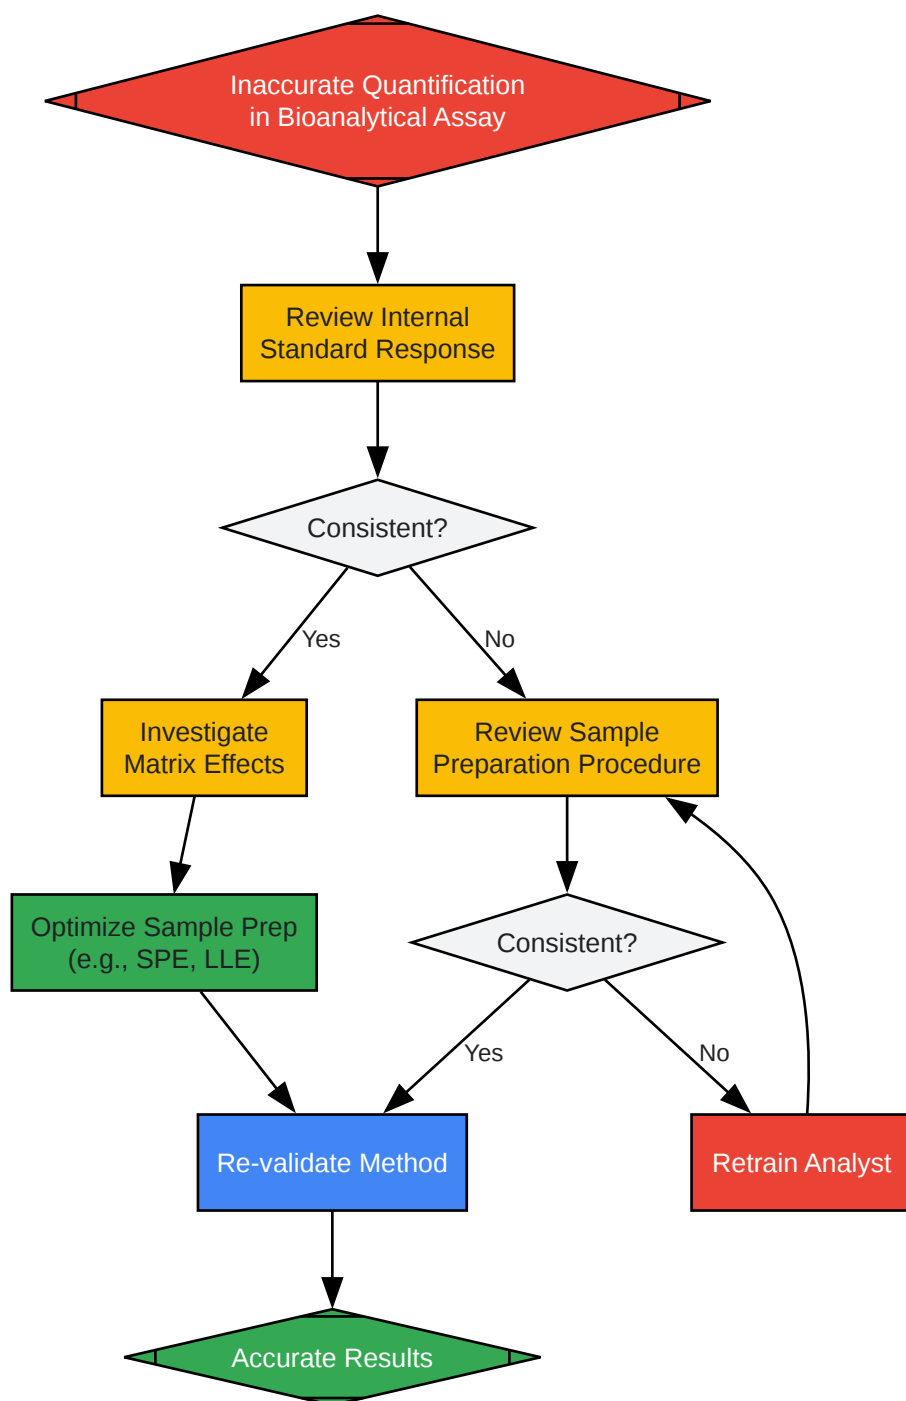 Inaccurate Quantification
in Bioanalytical Assay
Review Internal
Standard Response
Consistent?
Yes
No
Investigate
Matrix Effects
Review Sample
Preparation Procedure
Optimize Sample Prep
(e.g., SPE, LLE)
Consistent?
Yes
No
Re-validate Method
Retrain Analyst
Accurate Results